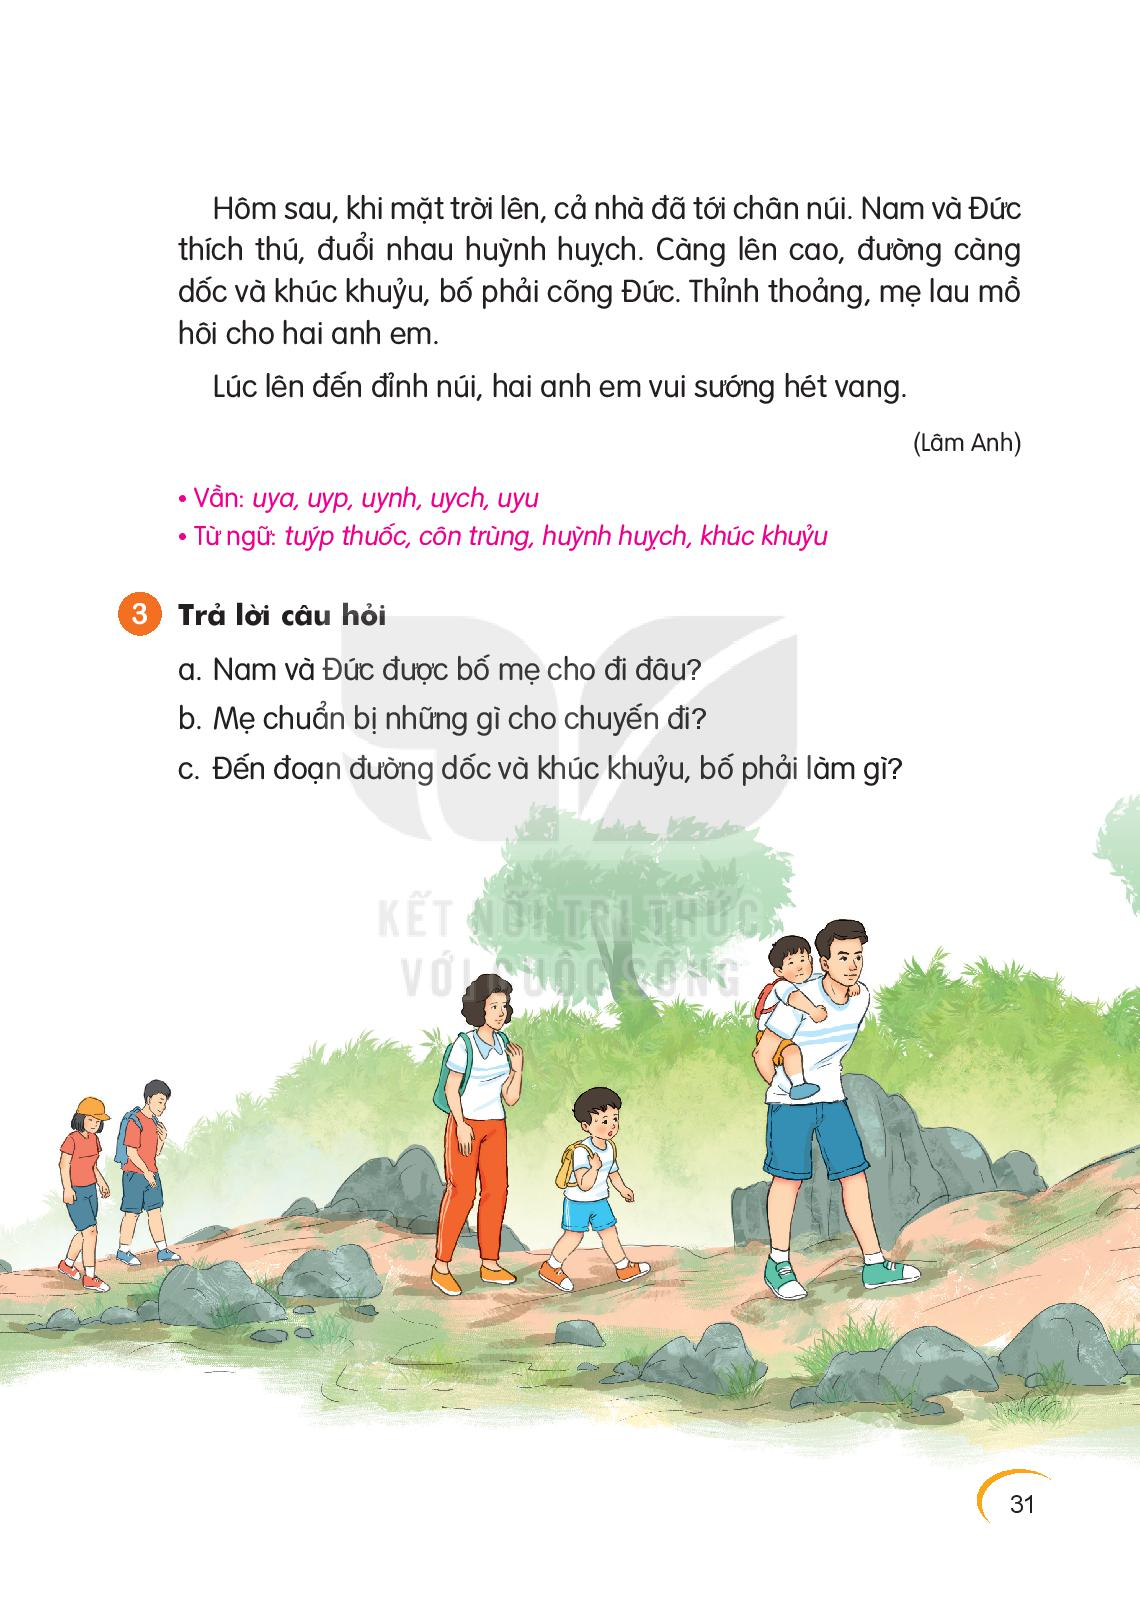 Hôm sau, khi mặt trời lên, cả nhà đã tới chân núi. Nam và Đức
thích thú, đuổi nhau huỳnh huỵch. Càng lên cao, đường càng
dốc và khúc khuỷu, bố phải cõng Đức. Thỉnh thoảng, mẹ lau mồ
hôi cho hai anh em.
Lúc lên đến đỉnh núi, hai anh em vui sướng hét vang.
(Lâm Anh)
• Vần: uya, uyp, uynh, uych, uyu
• Từ ngữ: tuýp thuốc, côn trùng, huỳnh huỵch, khúc khuỷu
3 Trả lời câu hỏi
a. Nam và Đức được bố mẹ cho đi đâu?
b. Mẹ chuẩn bị những gì cho chuyến đi?
c. Đến đoạn đường dốc và khúc khuỷu, bố phải làm gì?
KẾT NỐI TRI THỨC
VỚI CUỘC SỐNG
31